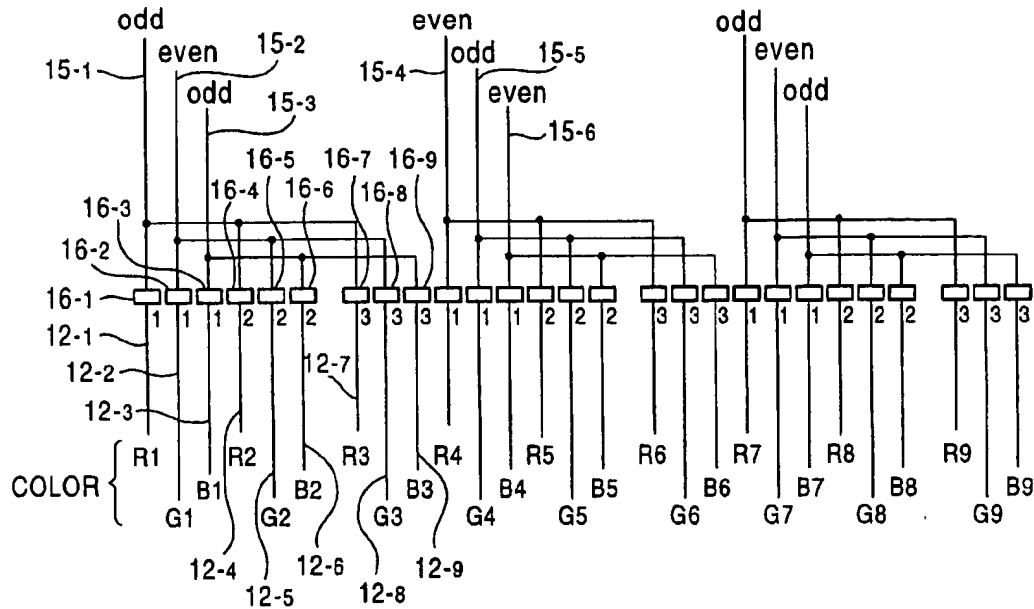 odd even odd
even 15-2 odd 15-5 even
15-1 15-4
odd 15-3 even odd
15-6
16-5 16-7 16-9
16-3 16-4 16-6 16-8
16-2
16-1
1 1 1 2 2 2 3 3 3 1 1 1 2 2 2 3 3 3 1 1 1 2 2 2 3 3 3
12-1
12-7
12-2
12-3
R1 R2 R3 R4 R5 R6 R7 R8 R9
COLOR { B1 B2 B3 B4 B5 B6 B7 B8 B9
G1 G2 G3 G4 G5 G6 G7 G8 G9
12-4 12-6 12-9
12-5 12-8